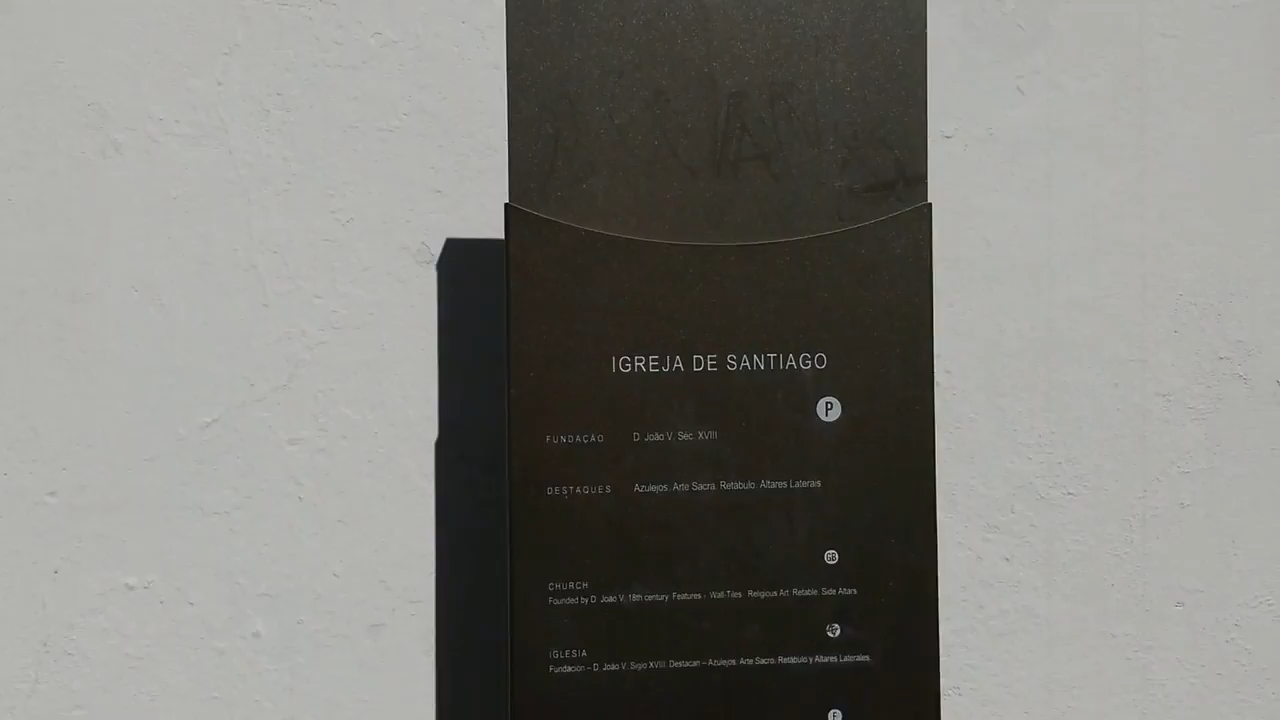 IGREJA DE SANTIAGO
P
FUNDAÇÃO D. João V. Séc. XVIII
DESTAQUES Azulejos. Arte Sacra. Retábulo. Altares Laterais
GB
CHURCH
Founded by D. João V. 18th century Features - Wall-Tiles Religious Art. Retable. Side Altars
IGLESIA
Fundación – D. João V. Siglo XVIII. Destacan – Azulejos. Arte Sacro. Retábulo y Altares Laterales.
F